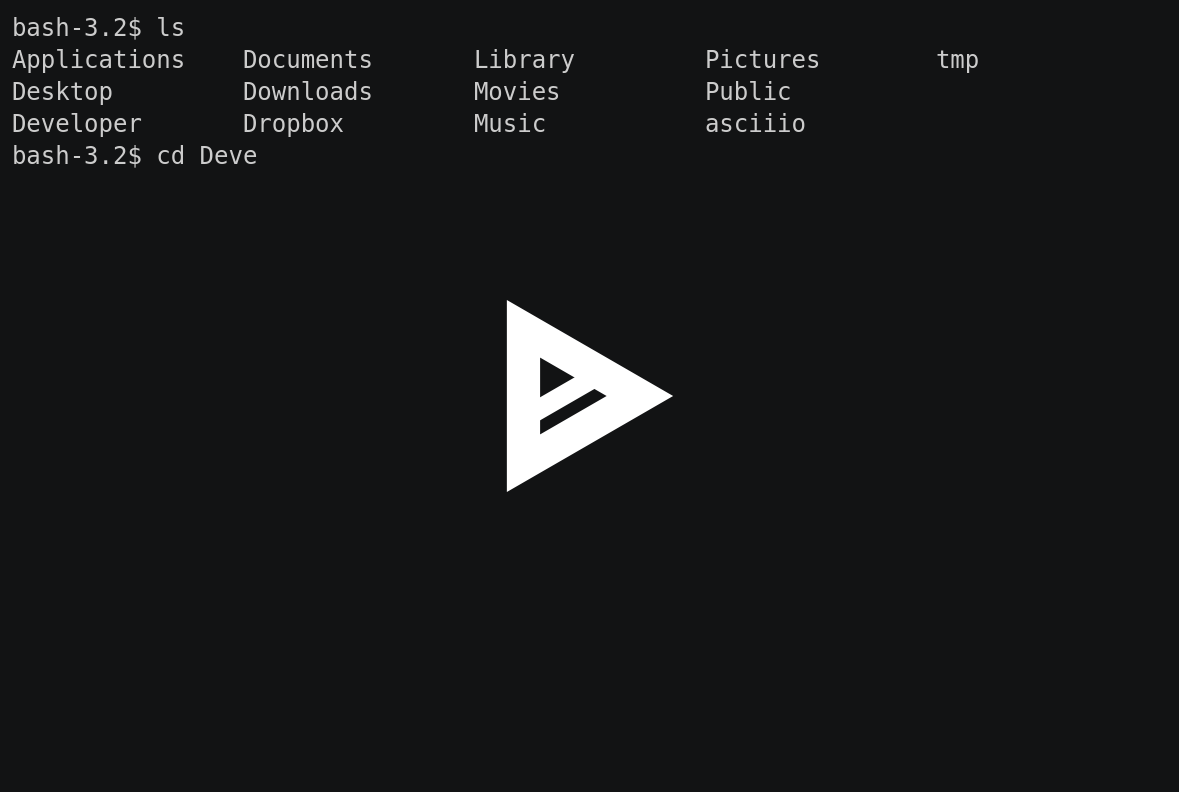 bash-3.2$ ls
Applications    Documents       Library         Pictures        tmp
Desktop         Downloads       Movies          Public
Developer       Dropbox         Music           asciiio
bash-3.2$ cd Deve